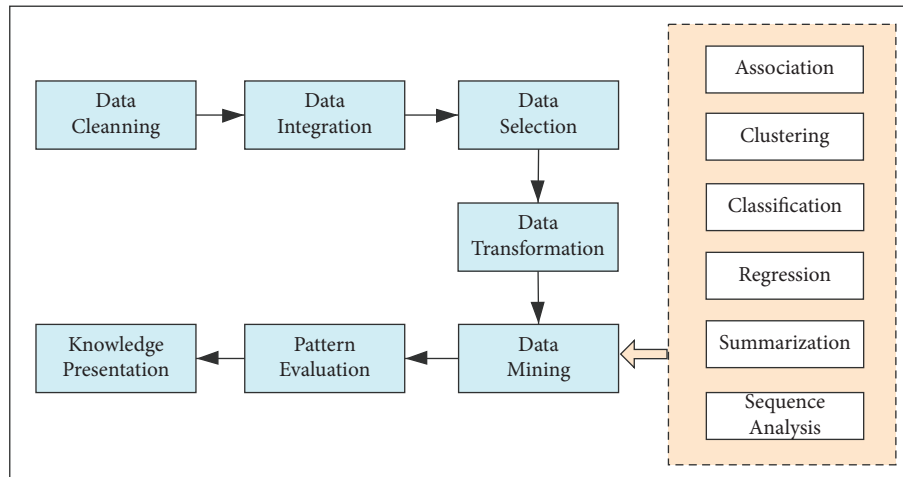 Data
Cleanning
Data
Integration
Data
Selection
Data
Transformation
Knowledge
Presentation
Pattern
Evaluation
Data
Mining
Association
Clustering
Classification
Regression
Summarization
Sequence
Analysis